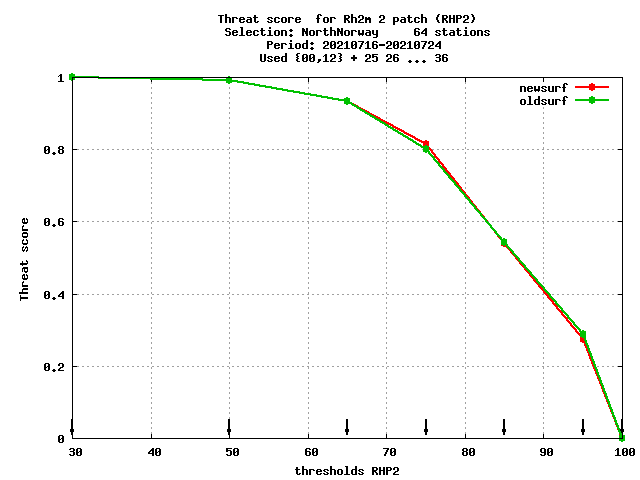 Threat score  for Rh2m 2 patch (RHP2)
Selection: NorthNorway     64 stations
Period: 20210716-20210724
Used {00,12} + 25 26 ... 36
newsurf
oldsurf
1
0.8
0.6
0.4
0.2
0
Threat score
30 40 50 60 70 80 90 100
thresholds RHP2